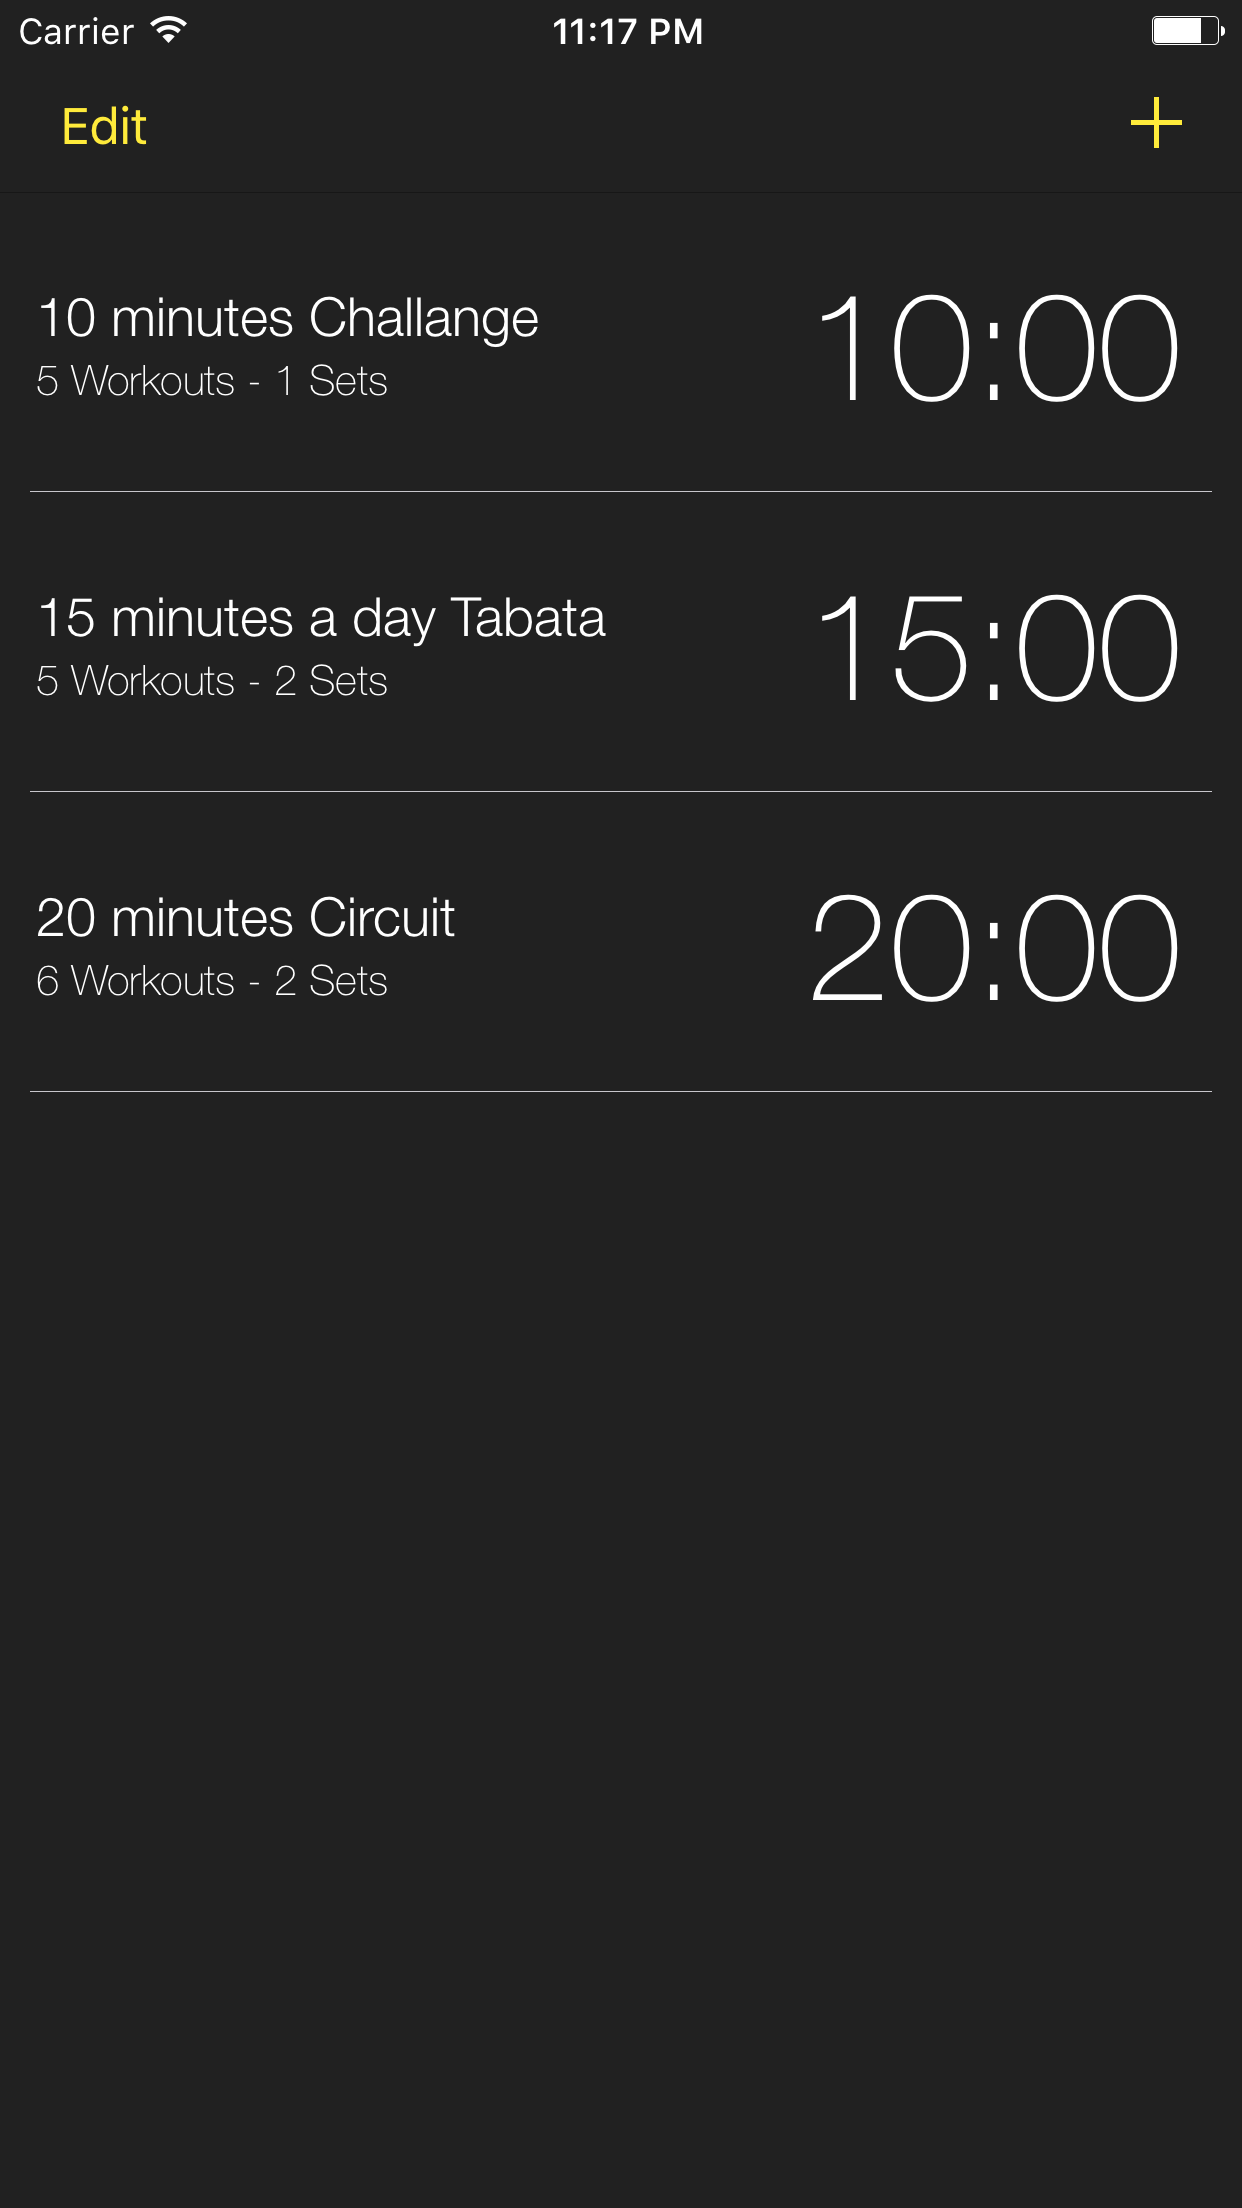 Carrier 11:17 PM
Edit +
10 minutes Challange 10:00
5 Workouts - 1 Sets
15 minutes a day Tabata 15:00
5 Workouts - 2 Sets
20 minutes Circuit 20:00
6 Workouts - 2 Sets